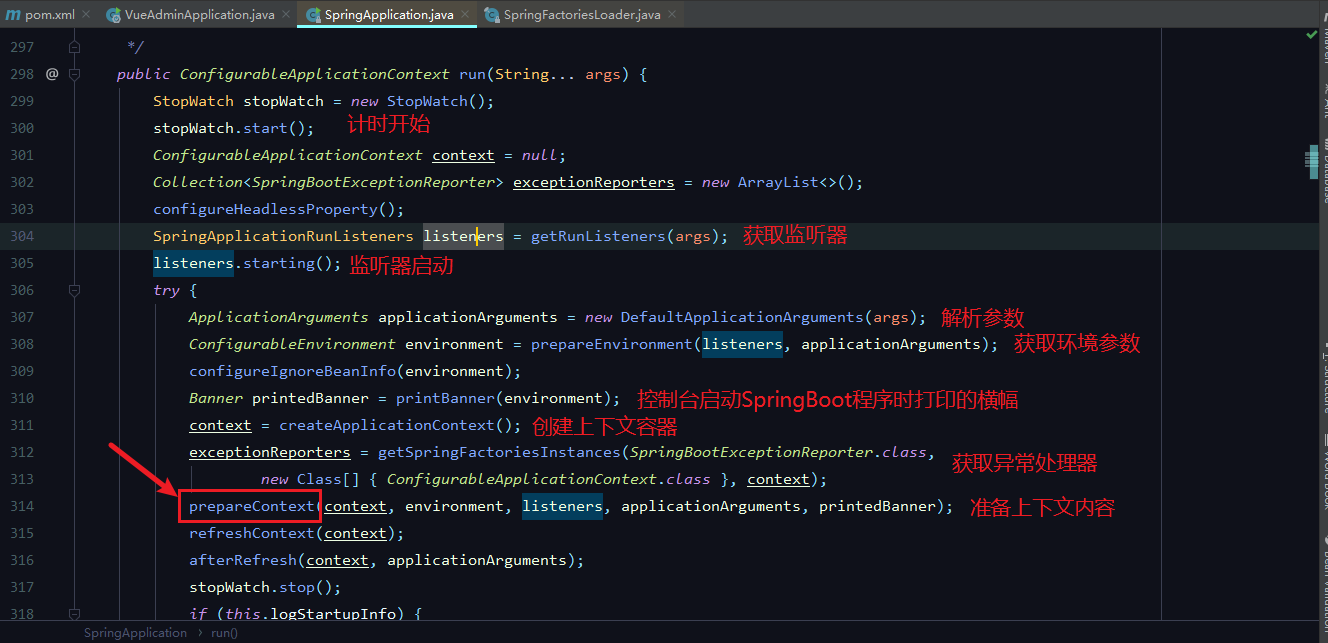 pom.xml VueAdminApplication.java SpringApplication.java SpringFactoriesLoader.java
297 */
298 @ public ConfigurableApplicationContext run(String... args) {
299 StopWatch stopWatch = new StopWatch();
300 stopWatch.start(); 计时开始
301 ConfigurableApplicationContext context = null;
302 Collection<SpringBootExceptionReporter> exceptionReporters = new ArrayList<>();
303 configureHeadlessProperty();
304 SpringApplicationRunListeners listeners = getRunListeners(args); 获取监听器
305 listeners.starting(); 监听器启动
306 try {
307 ApplicationArguments applicationArguments = new DefaultApplicationArguments(args); 解析参数
308 ConfigurableEnvironment environment = prepareEnvironment(listeners, applicationArguments); 获取环境参数
309 configureIgnoreBeanInfo(environment);
310 Banner printedBanner = printBanner(environment); 控制台启动SpringBoot程序时打印的横幅
311 context = createApplicationContext(); 创建上下文容器
312 exceptionReporters = getSpringFactoriesInstances(SpringBootExceptionReporter.class,
获取异常处理器
313 new Class[] { ConfigurableApplicationContext.class }, context);
314 prepareContext(context, environment, listeners, applicationArguments, printedBanner); 准备上下文内容
315 refreshContext(context);
316 afterRefresh(context, applicationArguments);
317 stopWatch.stop();
318 if (this.logStartupInfo) {
SpringApplication › run()